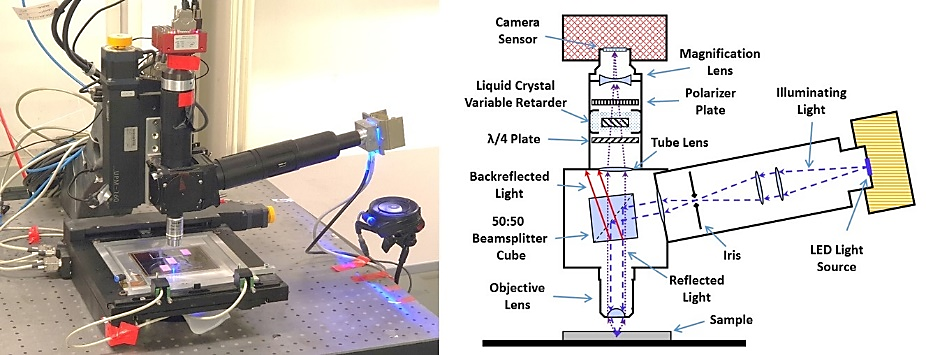 Camera
Sensor
Magnification
Lens
Liquid Crystal
Variable Retarder
Polarizer
Plate
Illuminating
Light
λ/4 Plate
Tube Lens
Backreflected
Light
50:50
Beamsplitter
Cube
Iris
LED Light
Source
Objective
Lens
Reflected
Light
Sample